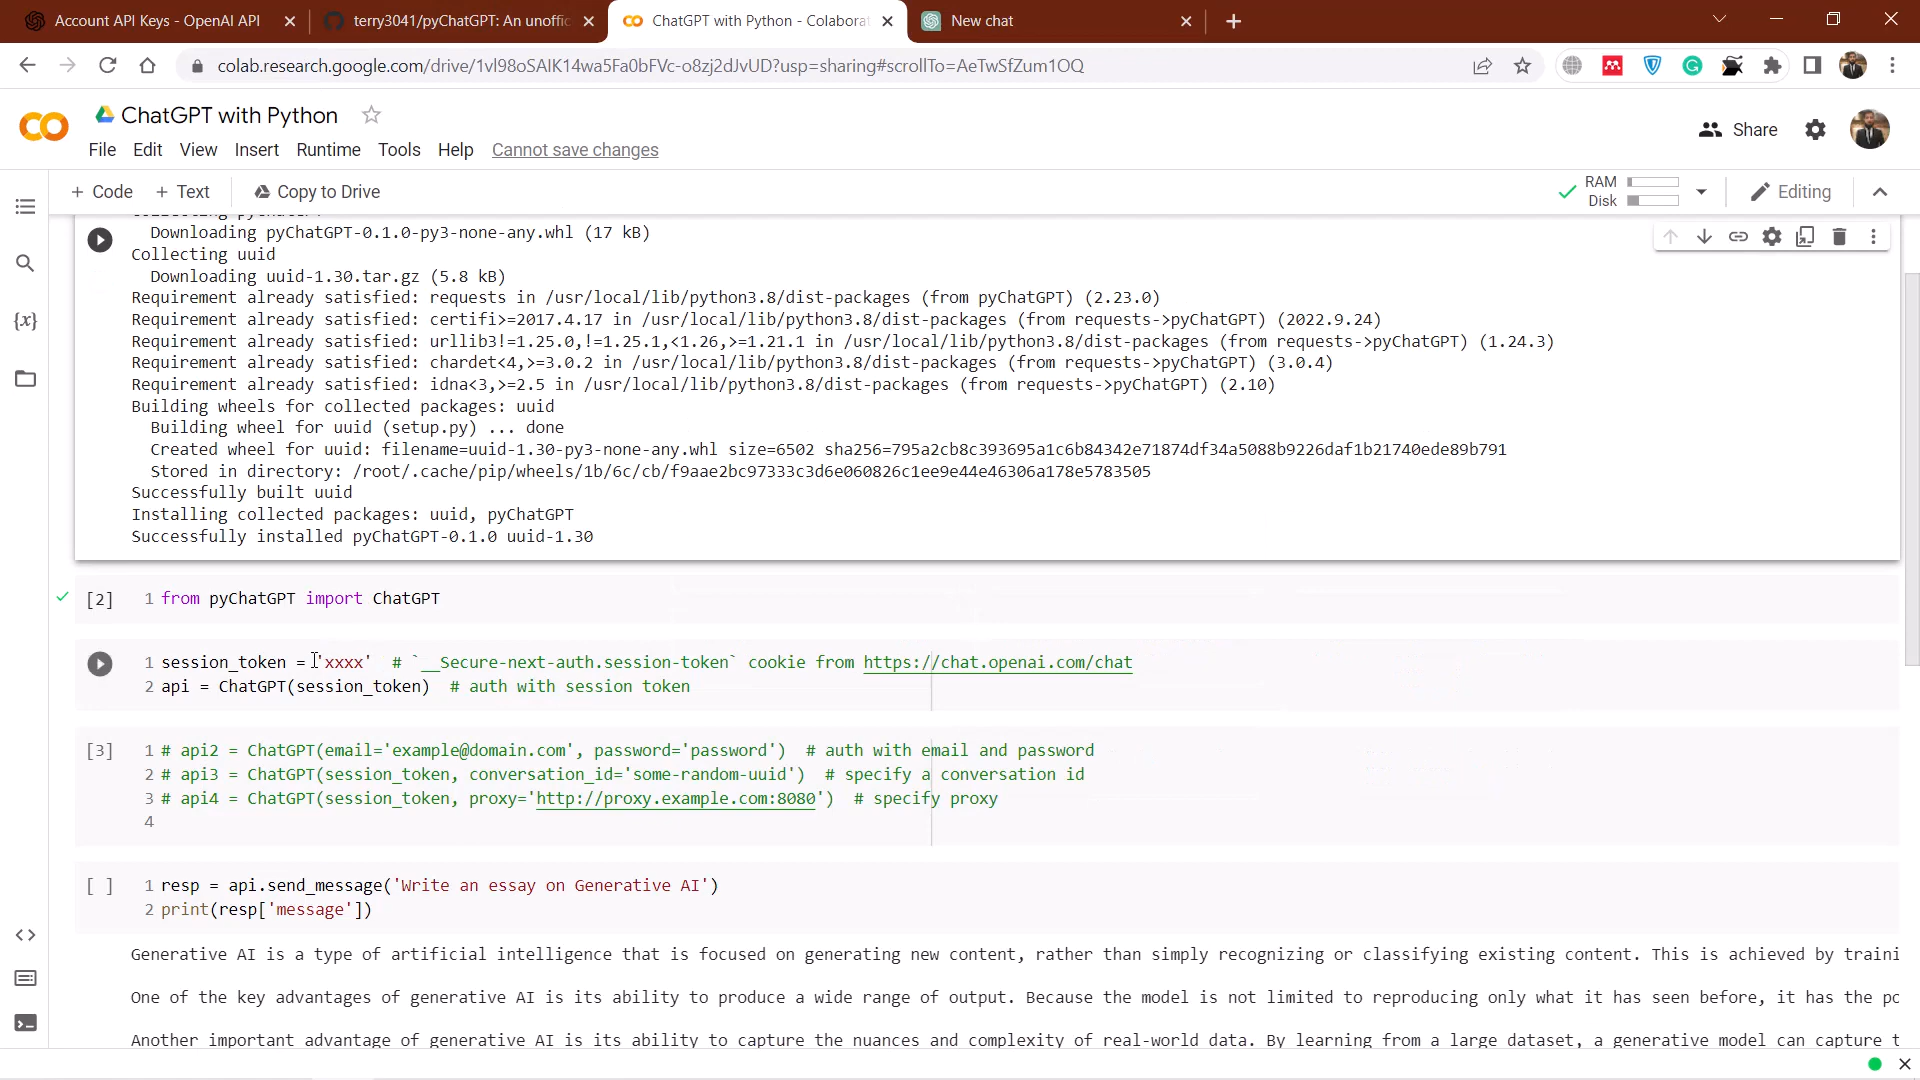 Account API Keys - OpenAI API
terry3041/pyChatGPT: An unoffic
ChatGPT with Python - Colaborat
New chat
colab.research.google.com/drive/1vl98oSAIK14wa5Fa0bFVc-o8zj2dJvUD?usp=sharing#scrollTo=AeTwSfZum1OQ
ChatGPT with Python
Share
File Edit View Insert Runtime Tools Help Cannot save changes
+ Code + Text Copy to Drive
RAM
Disk
Editing
Downloading pyChatGPT-0.1.0-py3-none-any.whl (17 kB)
Collecting uuid
Downloading uuid-1.30.tar.gz (5.8 kB)
Requirement already satisfied: requests in /usr/local/lib/python3.8/dist-packages (from pyChatGPT) (2.23.0)
Requirement already satisfied: certifi>=2017.4.17 in /usr/local/lib/python3.8/dist-packages (from requests->pyChatGPT) (2022.9.24)
Requirement already satisfied: urllib3!=1.25.0,!=1.25.1,<1.26,>=1.21.1 in /usr/local/lib/python3.8/dist-packages (from requests->pyChatGPT) (1.24.3)
Requirement already satisfied: chardet<4,>=3.0.2 in /usr/local/lib/python3.8/dist-packages (from requests->pyChatGPT) (3.0.4)
Requirement already satisfied: idna<3,>=2.5 in /usr/local/lib/python3.8/dist-packages (from requests->pyChatGPT) (2.10)
Building wheels for collected packages: uuid
Building wheel for uuid (setup.py) ... done
Created wheel for uuid: filename=uuid-1.30-py3-none-any.whl size=6502 sha256=795a2cb8c393695a1c6b84342e71874df34a5088b9226daf1b21740ede89b791
Stored in directory: /root/.cache/pip/wheels/1b/6c/cb/f9aae2bc97333c3d6e060826c1ee9e44e46306a178e5783505
Successfully built uuid
Installing collected packages: uuid, pyChatGPT
Successfully installed pyChatGPT-0.1.0 uuid-1.30
[2] 1 from pyChatGPT import ChatGPT
1 session_token = 'xxxx' # `__Secure-next-auth.session-token` cookie from https://chat.openai.com/chat
2 api = ChatGPT(session_token) # auth with session token
[3] 1 # api2 = ChatGPT(email='example@domain.com', password='password') # auth with email and password
2 # api3 = ChatGPT(session_token, conversation_id='some-random-uuid') # specify a conversation id
3 # api4 = ChatGPT(session_token, proxy='http://proxy.example.com:8080') # specify proxy
4
[ ] 1 resp = api.send_message('Write an essay on Generative AI')
2 print(resp['message'])
Generative AI is a type of artificial intelligence that is focused on generating new content, rather than simply recognizing or classifying existing content. This is achieved by traini
One of the key advantages of generative AI is its ability to produce a wide range of output. Because the model is not limited to reproducing only what it has seen before, it has the po
Another important advantage of generative AI is its ability to capture the nuances and complexity of real-world data. By learning from a large dataset, a generative model can capture t